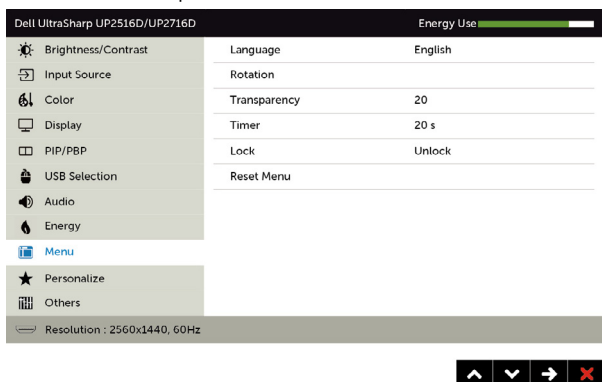 Dell UltraSharp UP2516D/UP2716D Energy Use
Brightness/Contrast Language English
Input Source Rotation
Color Transparency 20
Display Timer 20 s
PIP/PBP Lock Unlock
USB Selection Reset Menu
Audio
Energy
Menu
Personalize
Others
Resolution : 2560x1440, 60Hz